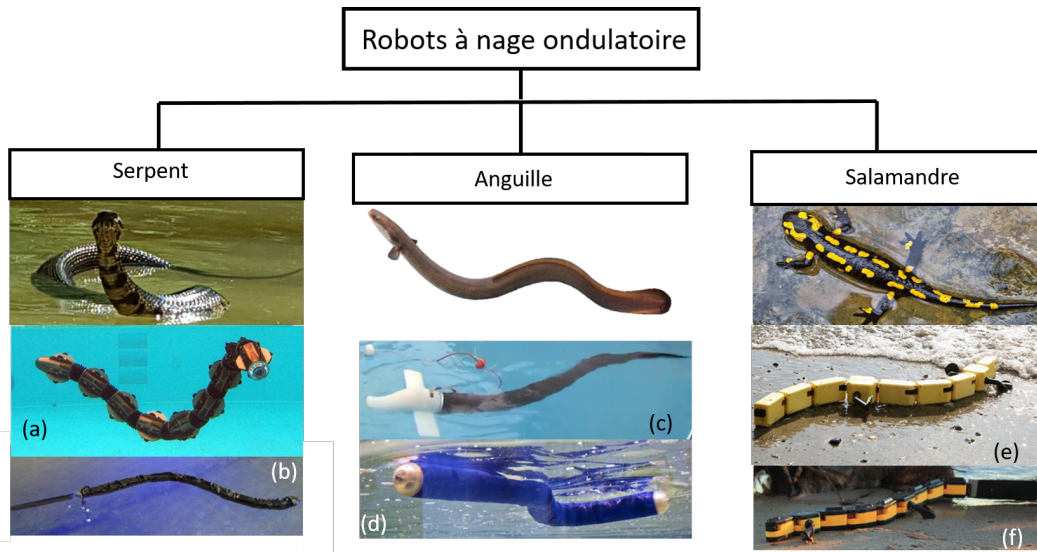 Robots à nage ondulatoire
Serpent
Anguille
Salamandre
(a)
(b)
(c)
(d)
(e)
(f)